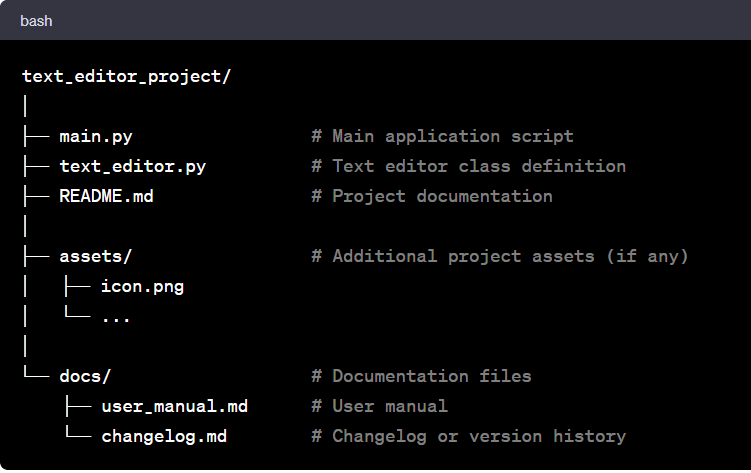 bash
text_editor_project/
│
├── main.py                 # Main application script
├── text_editor.py          # Text editor class definition
├── README.md               # Project documentation
│
├── assets/                 # Additional project assets (if any)
│   ├── icon.png
│   └── ...
│
└── docs/                   # Documentation files
    ├── user_manual.md      # User manual
    └── changelog.md        # Changelog or version history